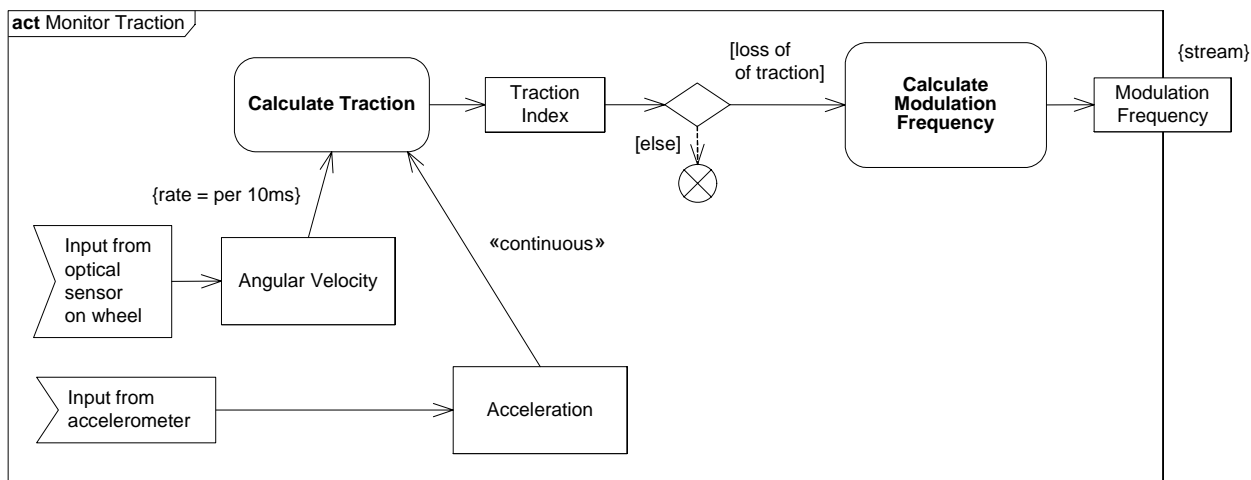 act Monitor Traction
[loss of
of traction]
{stream}
Calculate Traction
Traction
Index
Calculate
Modulation
Frequency
Modulation
Frequency
[else]
{rate = per 10ms}
Input from
optical
sensor
on wheel
Angular Velocity
«continuous»
Input from
accelerometer
Acceleration